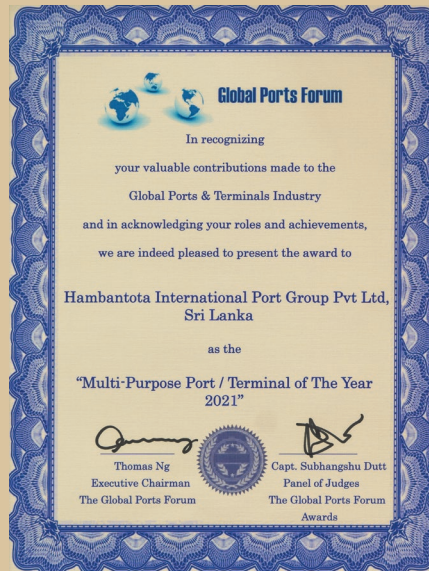 Global Ports Forum
In recognizing
your valuable contributions made to the
Global Ports & Terminals Industry
and in acknowledging your roles and achievements,
we are indeed pleased to present the award to
Hambantota International Port Group Pvt Ltd,
Sri Lanka
as the
“Multi-Purpose Port / Terminal of The Year
2021”
Thomas Ng
Executive Chairman
The Global Ports Forum
Capt. Subhangshu Dutt
Panel of Judges
The Global Ports Forum
Awards